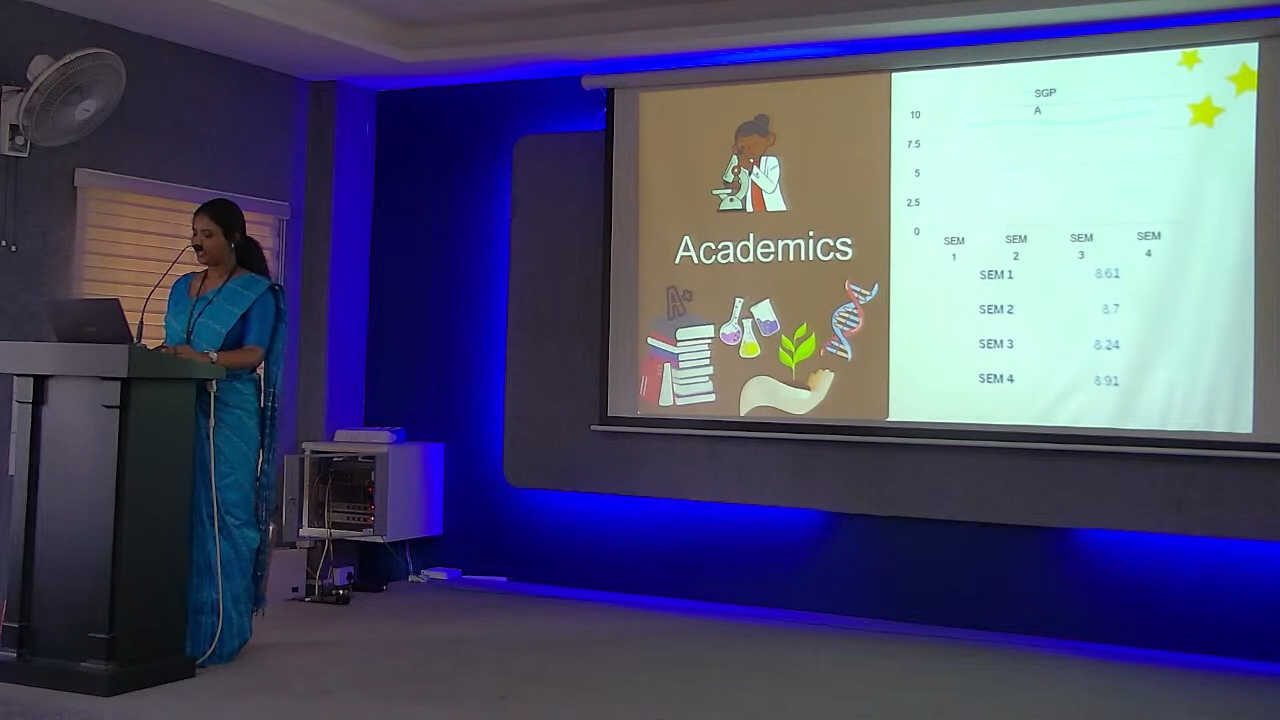 Academics
A+
SGP
A
10
7.5
5
2.5
0
SEM SEM SEM SEM
1 2 3 4
SEM 1 8.61
SEM 2 8.7
SEM 3 8.24
SEM 4 8.91